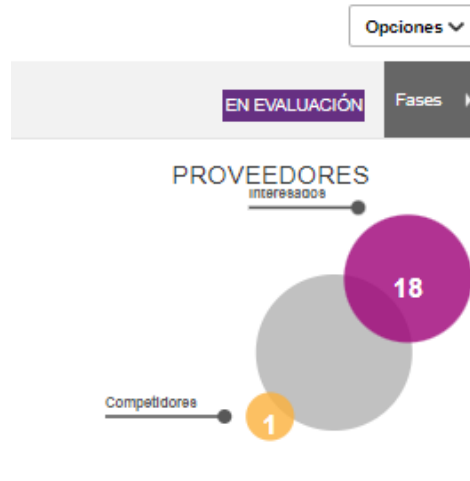 Opciones
EN EVALUACIÓN
Fases
PROVEEDORES
Interesados
18
Competidores
1